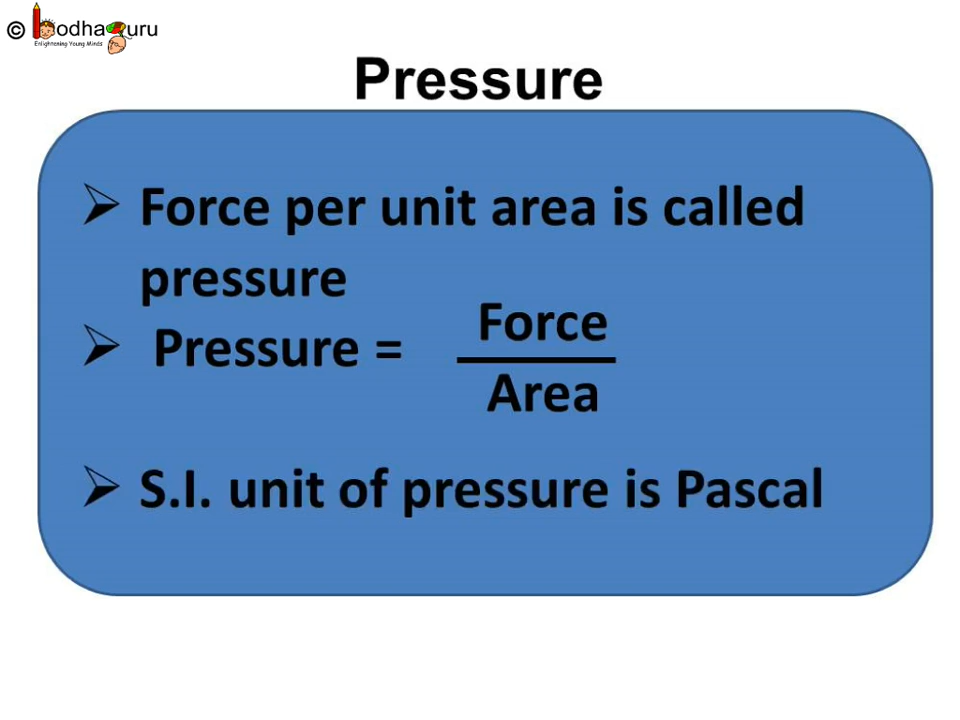 © BodhaGuru
Enlightening Young Minds
Pressure
➢ Force per unit area is called
pressure
Force
➢ Pressure =
Area
➢ S.I. unit of pressure is Pascal